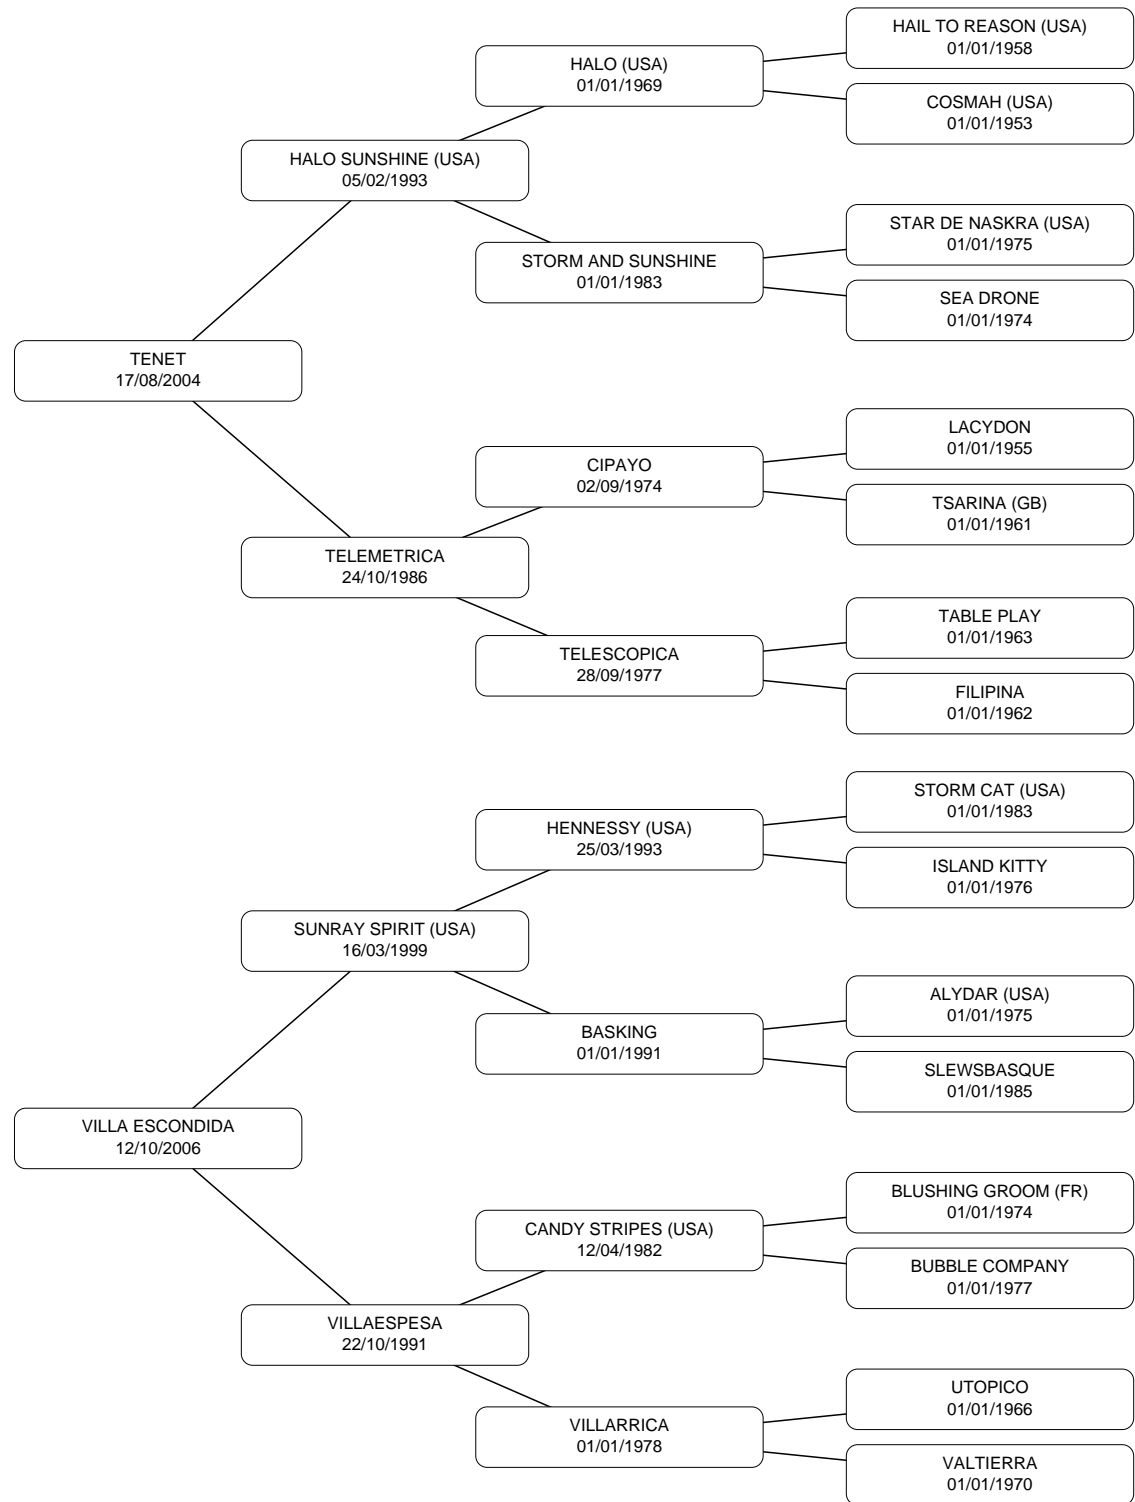 HAIL TO REASON (USA)
01/01/1958
HALO (USA)
01/01/1969
COSMAH (USA)
01/01/1953
HALO SUNSHINE (USA)
05/02/1993
STAR DE NASKRA (USA)
01/01/1975
STORM AND SUNSHINE
01/01/1983
SEA DRONE
01/01/1974
TENET
17/08/2004
LACYDON
01/01/1955
CIPAYO
02/09/1974
TSARINA (GB)
01/01/1961
TELEMETRICA
24/10/1986
TABLE PLAY
01/01/1963
TELESCOPICA
28/09/1977
FILIPINA
01/01/1962
STORM CAT (USA)
01/01/1983
HENNESSY (USA)
25/03/1993
ISLAND KITTY
01/01/1976
SUNRAY SPIRIT (USA)
16/03/1999
ALYDAR (USA)
01/01/1975
BASKING
01/01/1991
SLEWSBASQUE
01/01/1985
VILLA ESCONDIDA
12/10/2006
BLUSHING GROOM (FR)
01/01/1974
CANDY STRIPES (USA)
12/04/1982
BUBBLE COMPANY
01/01/1977
VILLAESPESA
22/10/1991
UTOPICO
01/01/1966
VILLARRICA
01/01/1978
VALTIERRA
01/01/1970